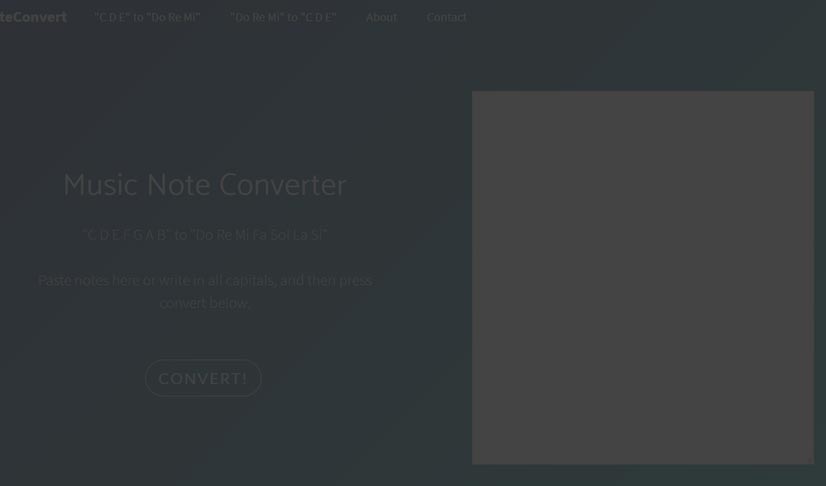 teConvert "C D E" to "Do Re Mi" "Do Re Mi" to "C D E" About Contact
Music Note Converter
"C D E F G A B" to "Do Re Mi Fa Sol La Si"
Paste notes here or write in all capitals, and then press
convert below.
CONVERT!